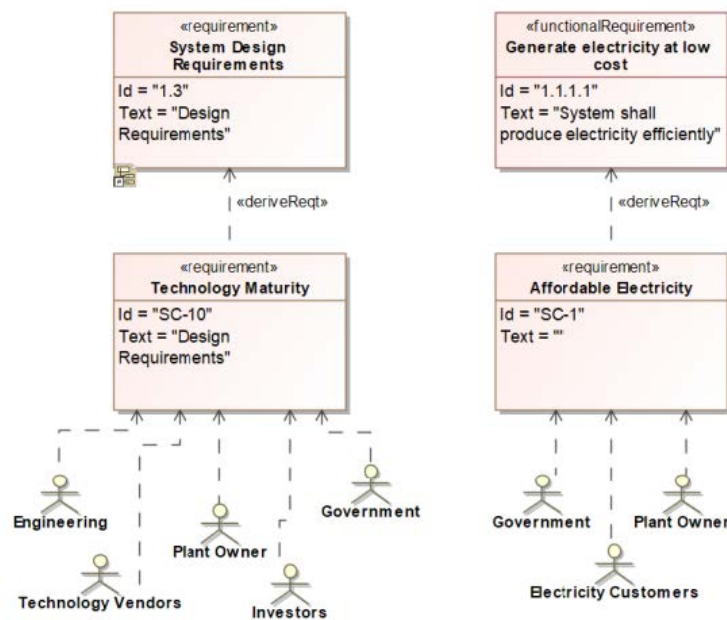 «requirement»
System Design
Requirements
Id = "1.3"
Text = "Design
Requirements"
«functionalRequirement»
Generate electricity at low
cost
Id = "1.1.1.1"
Text = "System shall
produce electricity efficiently"
«deriveReqt»
«deriveReqt»
«requirement»
Technology Maturity
Id = "SC-10"
Text = "Design
Requirements"
«requirement»
Affordable Electricity
Id = "SC-1"
Text = ""
Engineering
Technology Vendors
Plant Owner
Investors
Government
Government
Electricity Customers
Plant Owner